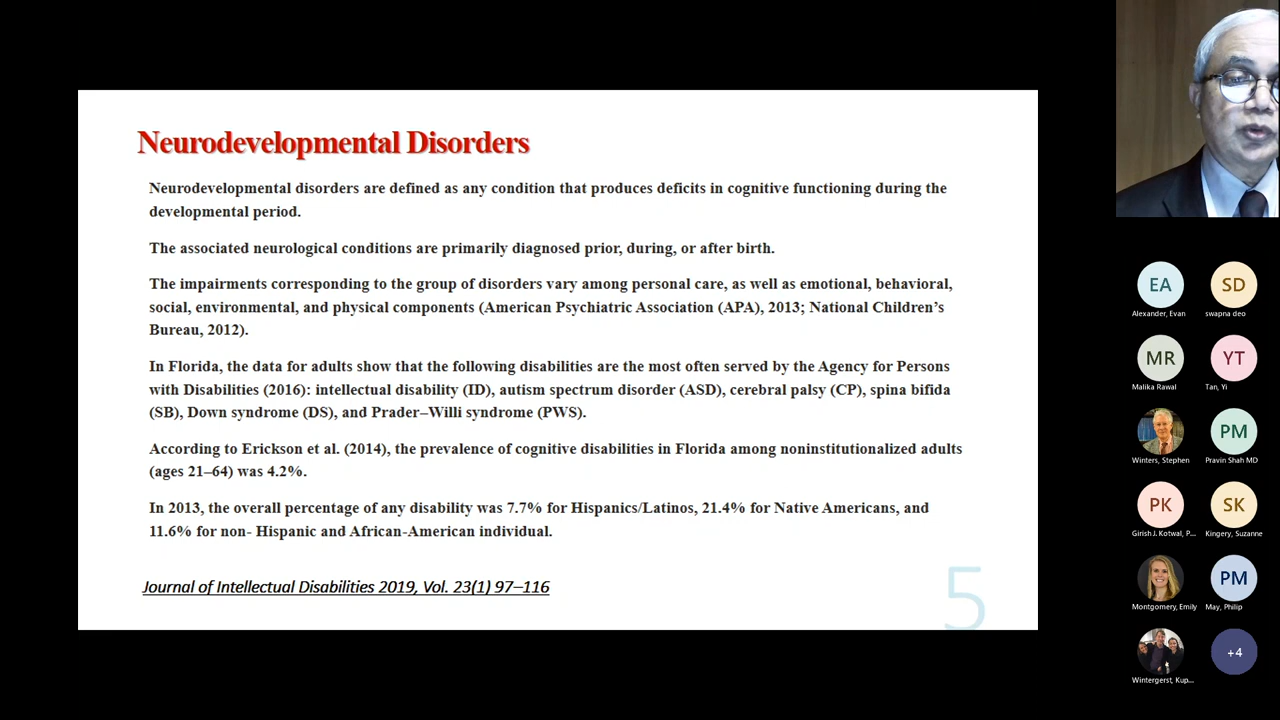 Neurodevelopmental Disorders
Neurodevelopmental disorders are defined as any condition that produces deficits in cognitive functioning during the
developmental period.
The associated neurological conditions are primarily diagnosed prior, during, or after birth.
The impairments corresponding to the group of disorders vary among personal care, as well as emotional, behavioral,
social, environmental, and physical components (American Psychiatric Association (APA), 2013; National Children’s
Bureau, 2012).
In Florida, the data for adults show that the following disabilities are the most often served by the Agency for Persons
with Disabilities (2016): intellectual disability (ID), autism spectrum disorder (ASD), cerebral palsy (CP), spina bifida
(SB), Down syndrome (DS), and Prader–Willi syndrome (PWS).
According to Erickson et al. (2014), the prevalence of cognitive disabilities in Florida among noninstitutionalized adults
(ages 21–64) was 4.2%.
In 2013, the overall percentage of any disability was 7.7% for Hispanics/Latinos, 21.4% for Native Americans, and
11.6% for non- Hispanic and African-American individual.
Journal of Intellectual Disabilities 2019, Vol. 23(1) 97–116
5
EA
SD
Alexander, Evan
swapna deo
MR
YT
Malika Rawal
Tan, Yi
PM
Winters, Stephen
Pravin Shah MD
PK
SK
Girish J. Kotwal, P...
Kingery, Suzanne
PM
Montgomery, Emily
May, Philip
+4
Wintergerst, Kup...